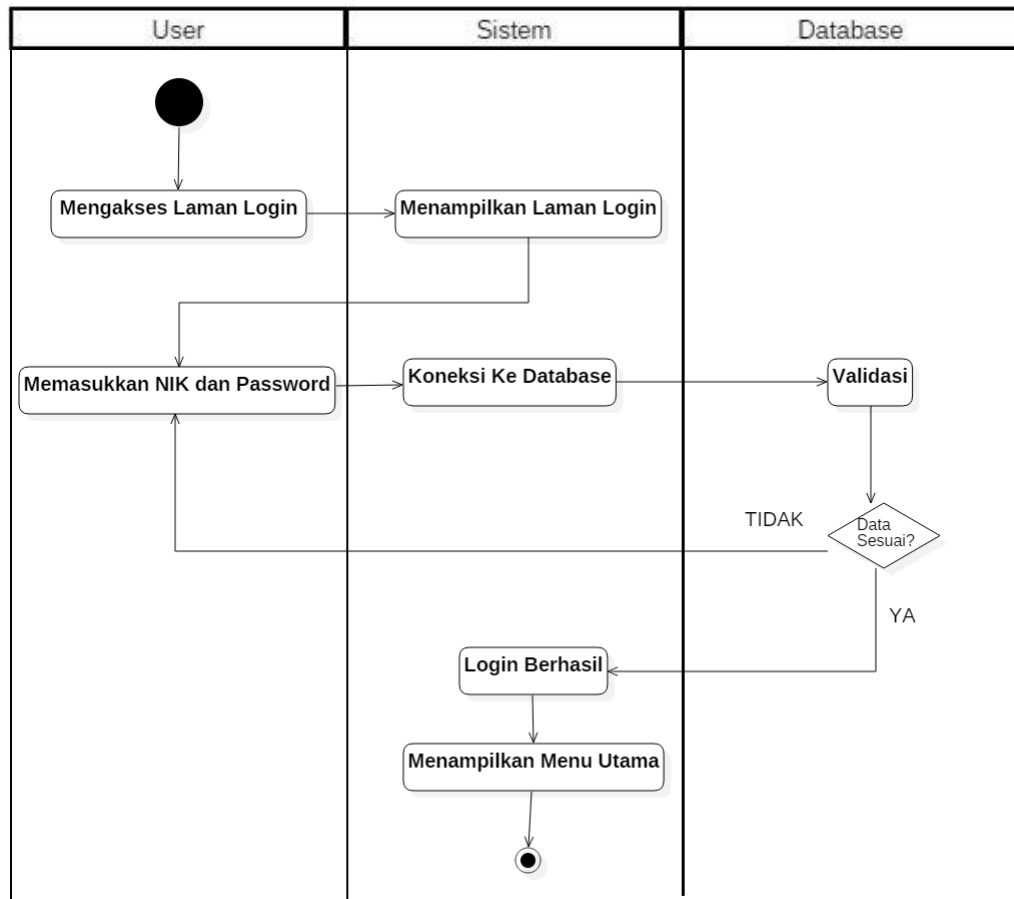 User
Sistem
Database
Mengakses Laman Login
Menampilkan Laman Login
Memasukkan NIK dan Password
Koneksi Ke Database
Validasi
TIDAK
Data
Sesuai?
YA
Login Berhasil
Menampilkan Menu Utama